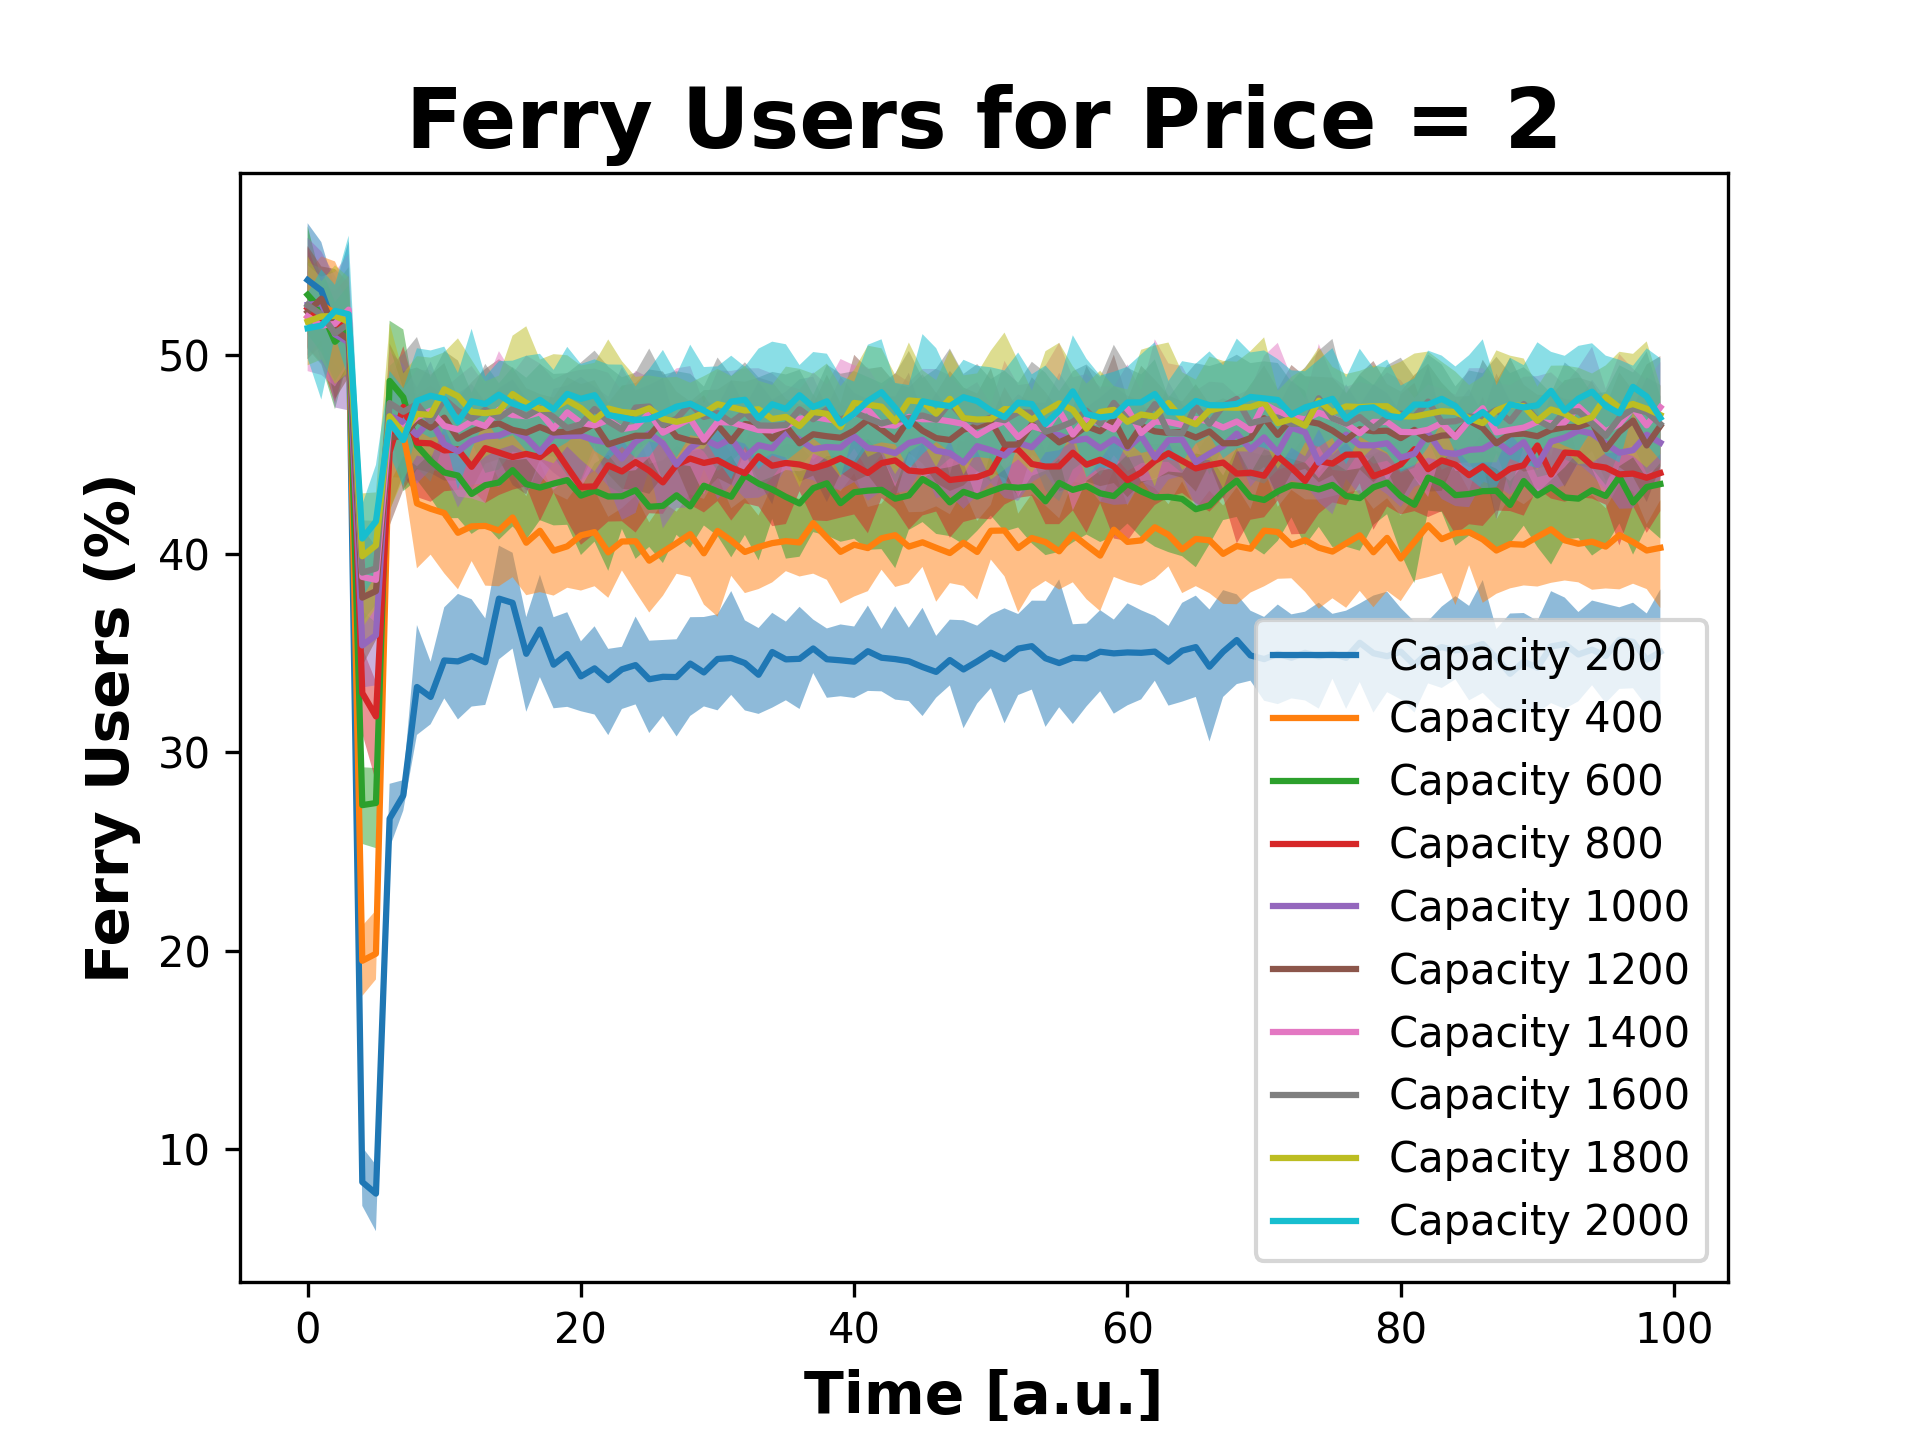 Ferry Users for Price = 2
Ferry Users (%)
50
40
30
20
10
0
20
40
60
80
100
Time [a.u.]
Capacity 200
Capacity 400
Capacity 600
Capacity 800
Capacity 1000
Capacity 1200
Capacity 1400
Capacity 1600
Capacity 1800
Capacity 2000